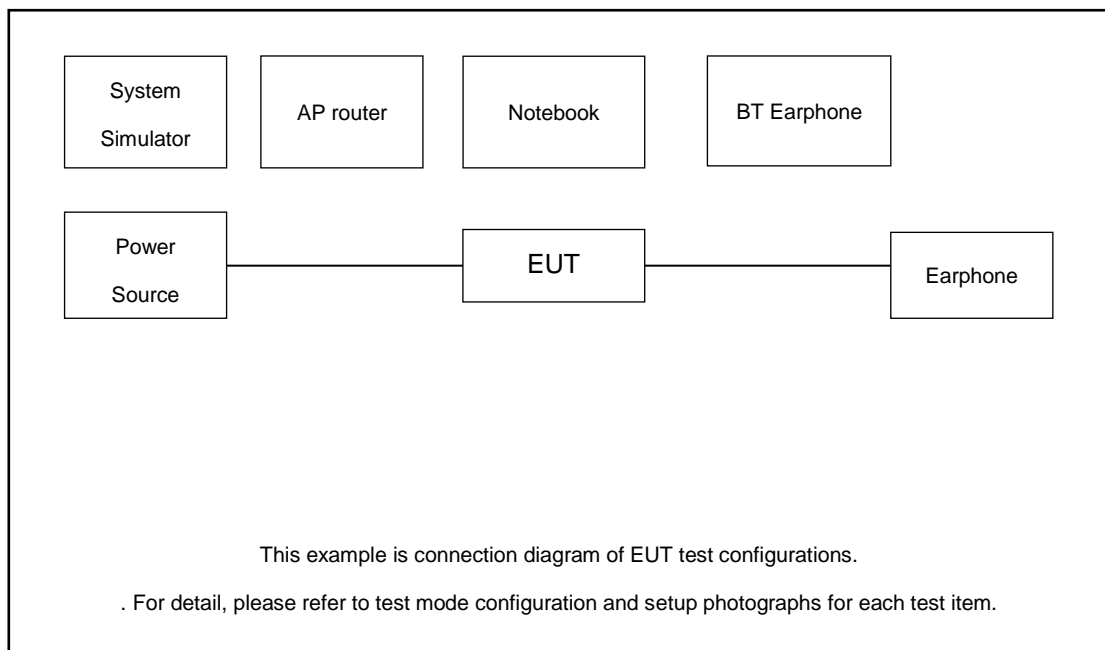 System
Simulator
AP router
Notebook
BT Earphone
Power
Source
EUT
Earphone
This example is connection diagram of EUT test configurations.
. For detail, please refer to test mode configuration and setup photographs for each test item.